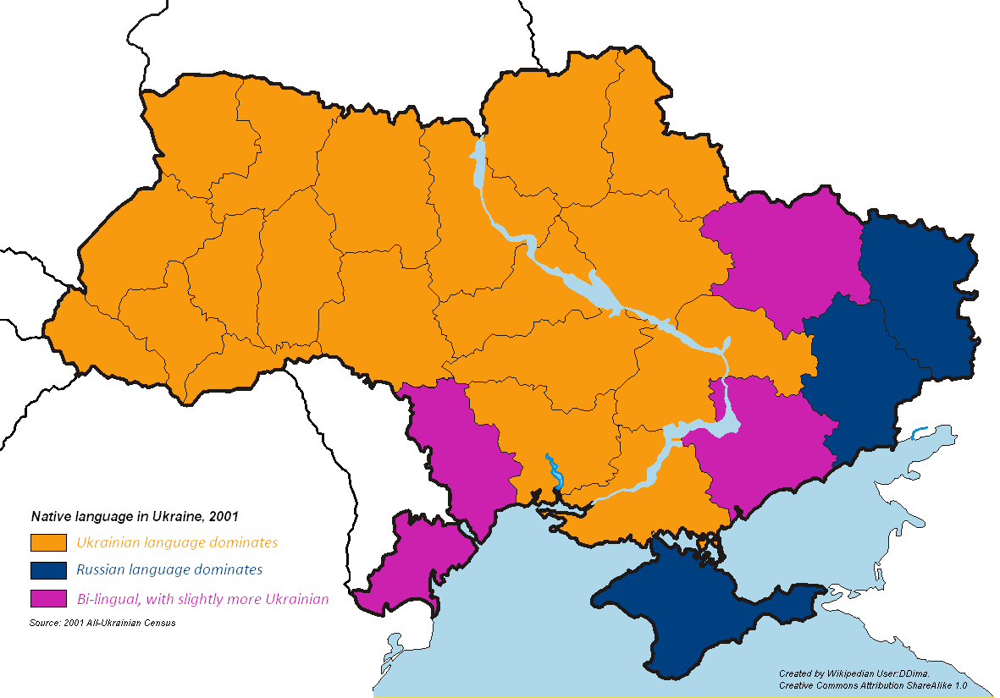 Native language in Ukraine, 2001
Ukrainian language dominates
Russian language dominates
Bi-lingual, with slightly more Ukrainian
Source: 2001 All-Ukrainian Census
Created by Wikipedian User:DDima.
Creative Commons Attribution ShareAlike 1.0